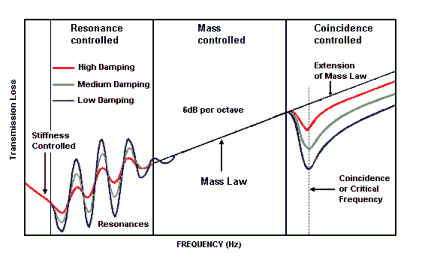 Resonance
controlled
Mass
controlled
Coincidence
controlled
High Damping
Medium Damping
Low Damping
Extension
of Mass Law
6dB per octave
Stiffness
Controlled
Mass Law
Coincidence
or Critical
Frequency
Resonances
Transmission Loss
FREQUENCY (Hz)